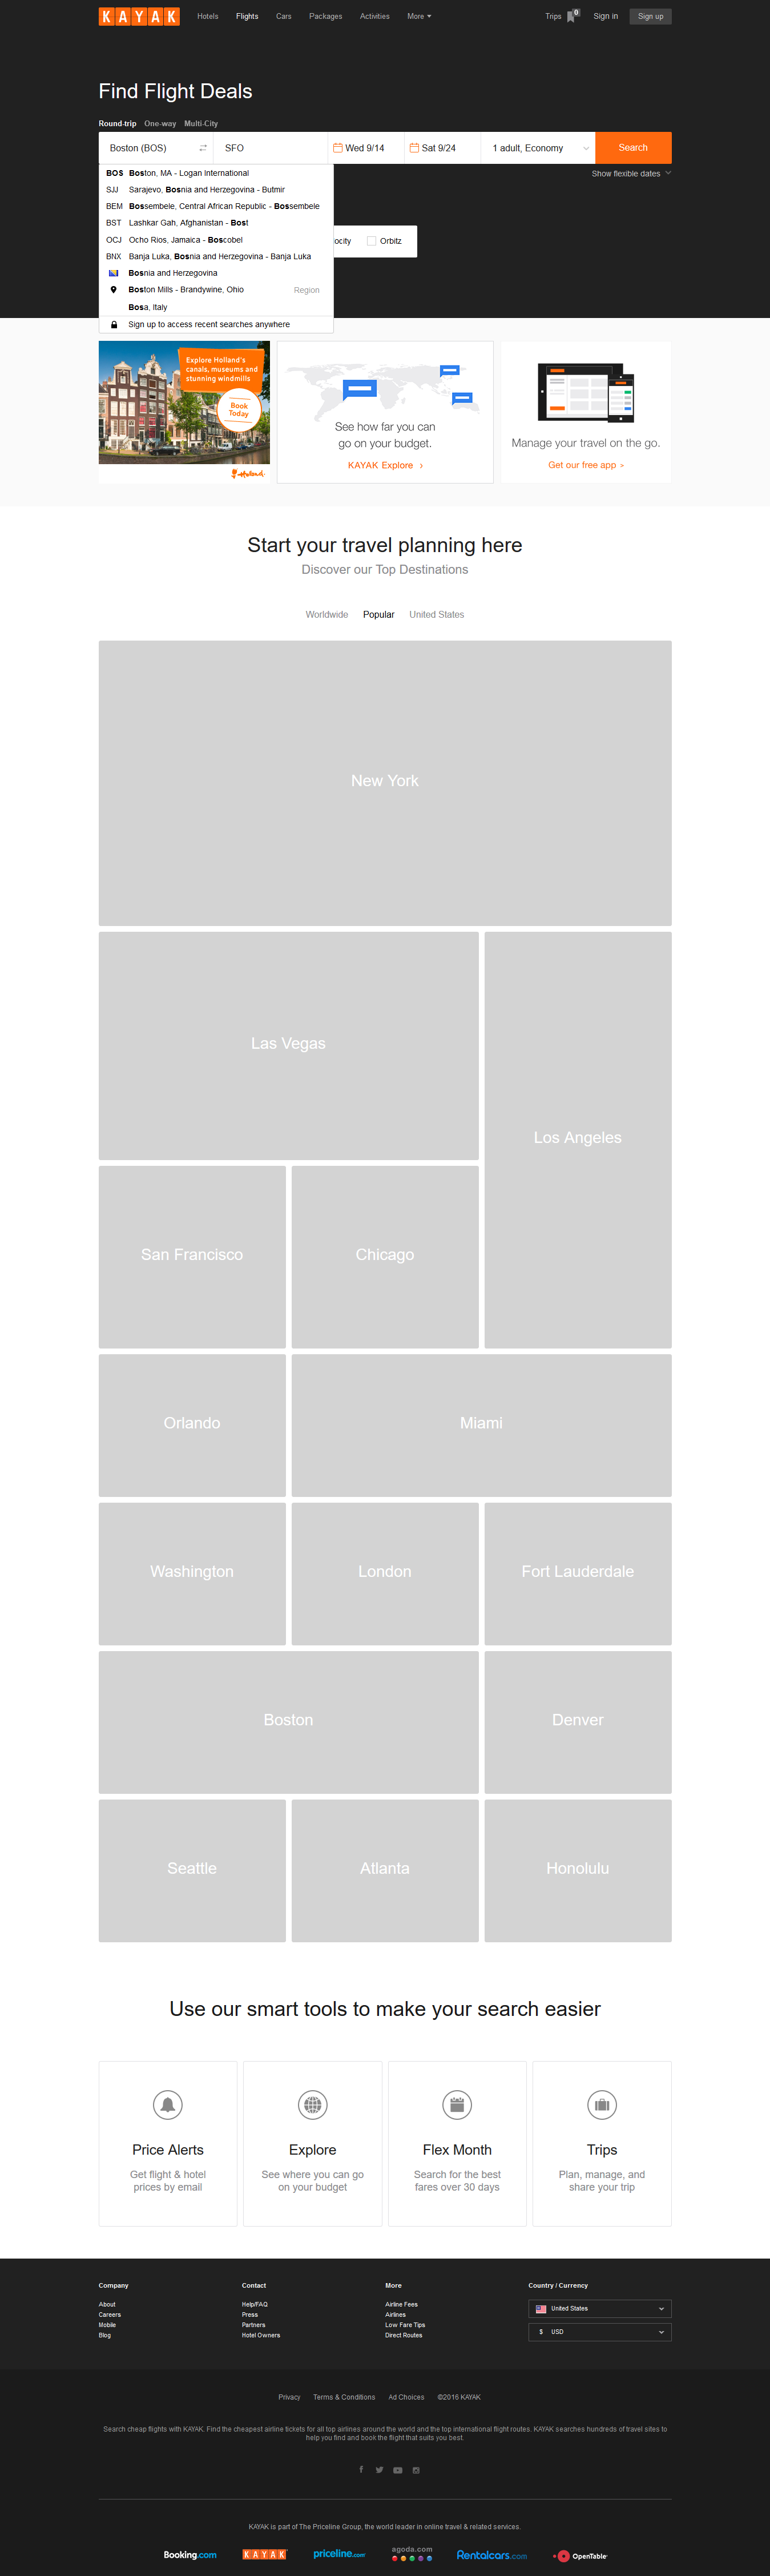 KAYAK Hotels Flights Cars Packages Activities More Trips 0 Sign in Sign up
Find Flight Deals
Round-trip One-way Multi-City
Boston (BOS) SFO Wed 9/14 Sat 9/24 1 adult, Economy Search
Show flexible dates
BOS Boston, MA - Logan International
SJJ Sarajevo, Bosnia and Herzegovina - Butmir
BEM Bossembele, Central African Republic - Bossembele
BST Lashkar Gah, Afghanistan - Bost
OCJ Ocho Rios, Jamaica - Boscobel
ocity Orbitz
BNX Banja Luka, Bosnia and Herzegovina - Banja Luka
Bosnia and Herzegovina
Boston Mills - Brandywine, Ohio Region
Bosa, Italy
Sign up to access recent searches anywhere
Explore Holland's
canals, museums and
stunning windmills
Book
Today
Holland
See how far you can
go on your budget.
KAYAK Explore >
Manage your travel on the go.
Get our free app >
Start your travel planning here
Discover our Top Destinations
Worldwide Popular United States
New York
Las Vegas
Los Angeles
San Francisco
Chicago
Orlando
Miami
Washington
London
Fort Lauderdale
Boston
Denver
Seattle
Atlanta
Honolulu
Use our smart tools to make your search easier
Price Alerts
Get flight & hotel
prices by email
Explore
See where you can go
on your budget
Flex Month
Search for the best
fares over 30 days
Trips
Plan, manage, and
share your trip
Company
About
Careers
Mobile
Blog
Contact
Help/FAQ
Press
Partners
Hotel Owners
More
Airline Fees
Airlines
Low Fare Tips
Direct Routes
Country / Currency
United States
$ USD
Privacy Terms & Conditions Ad Choices ©2016 KAYAK
Search cheap flights with KAYAK. Find the cheapest airline tickets for all top airlines around the world and the top international flight routes. KAYAK searches hundreds of travel sites to
help you find and book the flight that suits you best.
KAYAK is part of The Priceline Group, the world leader in online travel & related services.
Booking.com KAYAK priceline.com agoda.com Rentalcars.com OpenTable